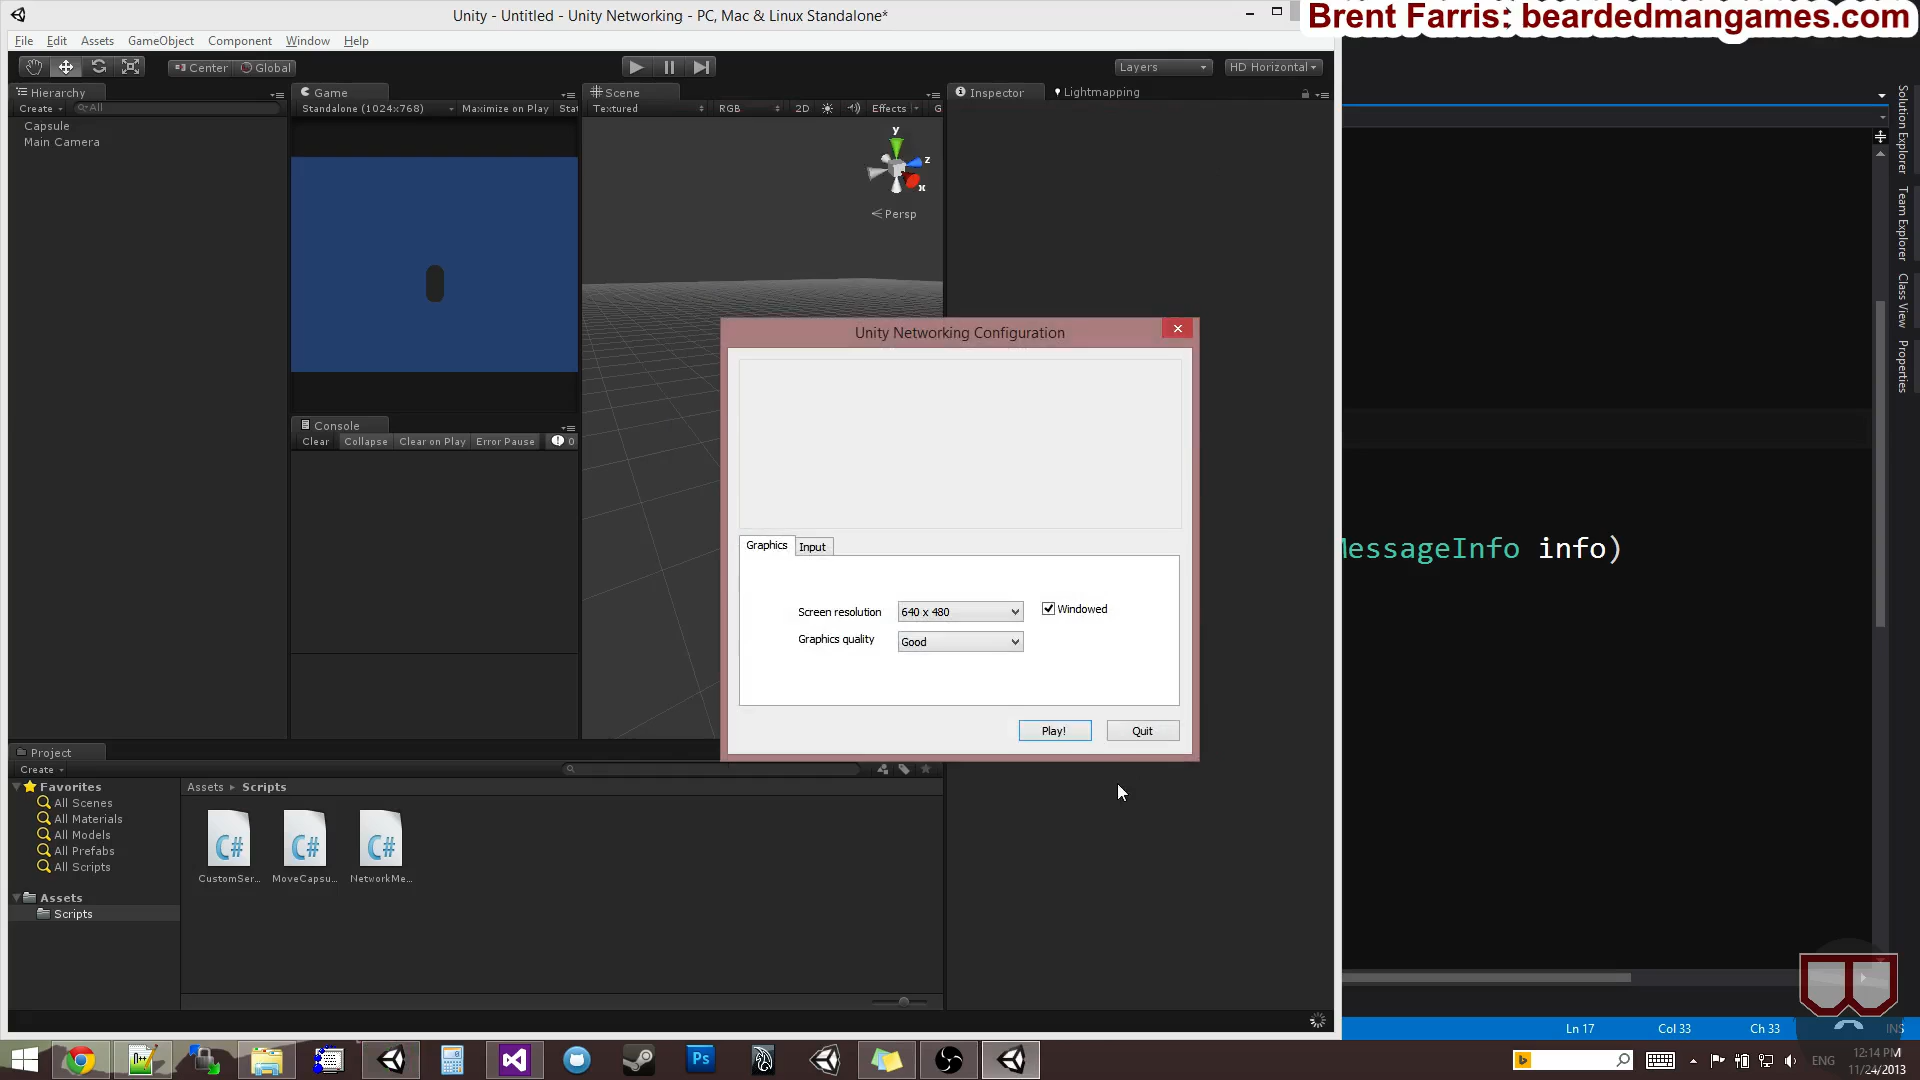 Unity - Untitled - Unity Networking - PC, Mac & Linux Standalone*
Brent Farris: beardedmangames.com
File Edit Assets GameObject Component Window Help
Center Global
Layers HD Horizontal
Hierarchy
Create All
Capsule
Main Camera
Game
Standalone (1024x768) Maximize on Play Stat
Scene
Textured RGB 2D Effects G
y
z
x
Persp
Inspector Lightmapping
Solution Explorer
Team Explorer
Class View
Properties
Console
Clear Collapse Clear on Play Error Pause 0
Unity Networking Configuration
Graphics Input
Screen resolution 640 x 480 Windowed
Graphics quality Good
Play! Quit
MessageInfo info)
Project
Create
Favorites
All Scenes
All Materials
All Models
All Prefabs
All Scripts
Assets
Scripts
Assets Scripts
C# C# C#
CustomSer... MoveCapsu... NetworkMe...
Ln 17 Col 33 Ch 33 INS
Ps
ENG
12:14 PM
11/24/2013